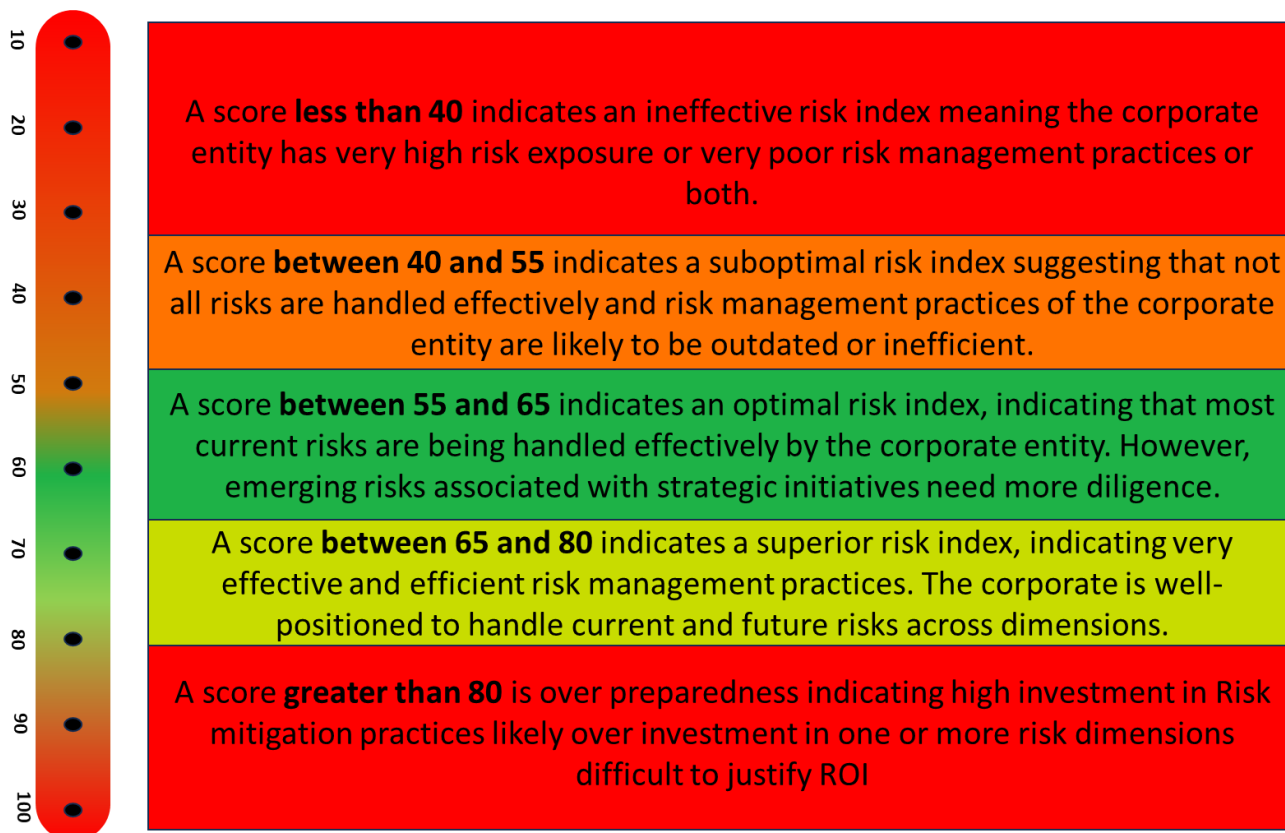 10
20
30
40
50
60
70
80
90
100
A score less than 40 indicates an ineffective risk index meaning the corporate
entity has very high risk exposure or very poor risk management practices or
both.
A score between 40 and 55 indicates a suboptimal risk index suggesting that not
all risks are handled effectively and risk management practices of the corporate
entity are likely to be outdated or inefficient.
A score between 55 and 65 indicates an optimal risk index, indicating that most
current risks are being handled effectively by the corporate entity. However,
emerging risks associated with strategic initiatives need more diligence.
A score between 65 and 80 indicates a superior risk index, indicating very
effective and efficient risk management practices. The corporate is well-
positioned to handle current and future risks across dimensions.
A score greater than 80 is over preparedness indicating high investment in Risk
mitigation practices likely over investment in one or more risk dimensions
difficult to justify ROI